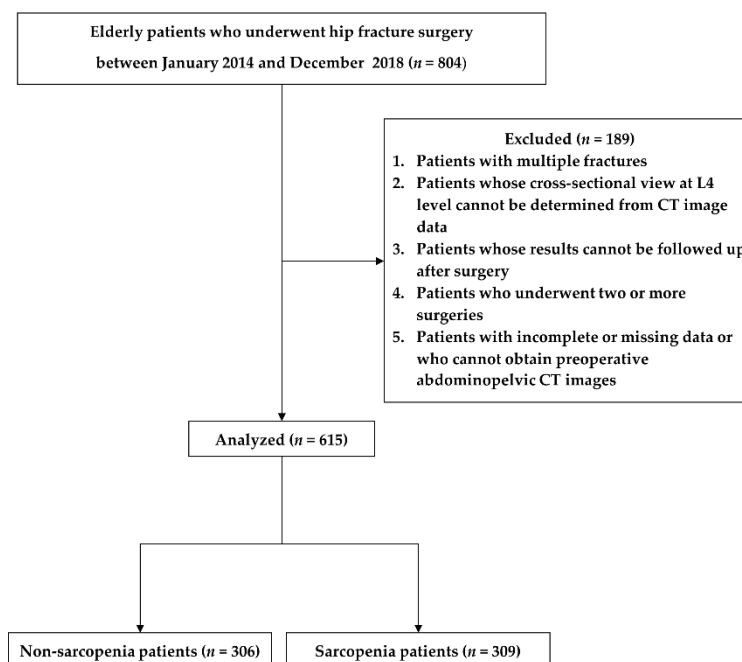 Elderly patients who underwent hip fracture surgery
between January 2014 and December 2018 (n = 804)
Excluded (n = 189)
1. Patients with multiple fractures
2. Patients whose cross-sectional view at L4
level cannot be determined from CT image
data
3. Patients whose results cannot be followed up
after surgery
4. Patients who underwent two or more
surgeries
5. Patients with incomplete or missing data or
who cannot obtain preoperative
abdominopelvic CT images
Analyzed (n = 615)
Non-sarcopenia patients (n = 306)
Sarcopenia patients (n = 309)